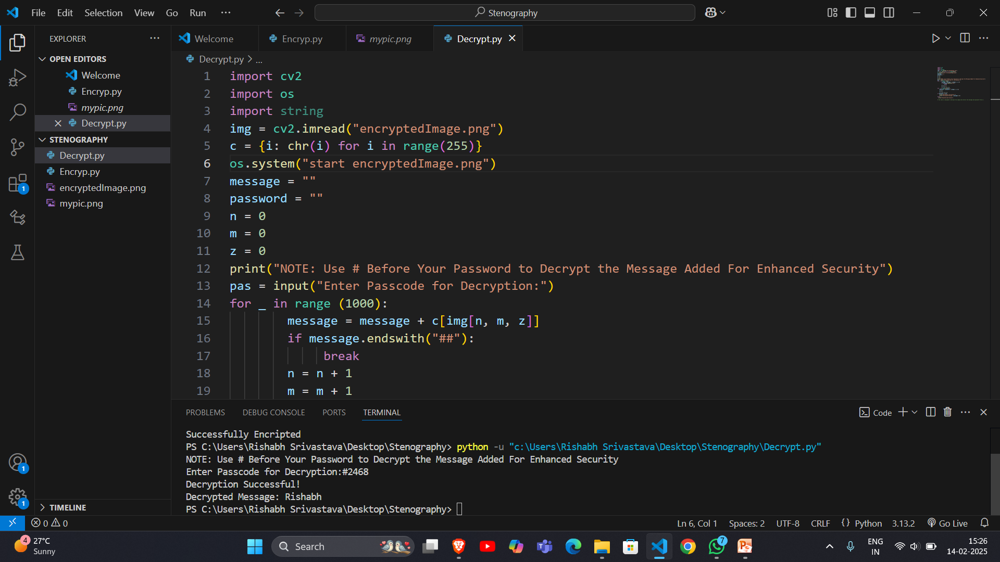 File Edit Selection View Go Run ··· Stenography
EXPLORER ···
OPEN EDITORS
Welcome
Encryp.py
mypic.png
Decrypt.py
STENOGRAPHY
Decrypt.py
Encryp.py
encryptedImage.png
mypic.png
TIMELINE
1
1
1
Welcome Encryp.py mypic.png Decrypt.py
Decrypt.py > ...
1 import cv2
2 import os
3 import string
4 img = cv2.imread("encryptedImage.png")
5 c = {i: chr(i) for i in range(255)}
6 os.system("start encryptedImage.png")
7 message = ""
8 password = ""
9 n = 0
10 m = 0
11 z = 0
12 print("NOTE: Use # Before Your Password to Decrypt the Message Added For Enhanced Security")
13 pas = input("Enter Passcode for Decryption:")
14 for _ in range (1000):
15 message = message + c[img[n, m, z]]
16 if message.endswith("##"):
17 break
18 n = n + 1
19 m = m + 1
PROBLEMS DEBUG CONSOLE PORTS TERMINAL Code
Successfully Encripted
PS C:\Users\Rishabh Srivastava\Desktop\Stenography> python -u "c:\Users\Rishabh Srivastava\Desktop\Stenography\Decrypt.py"
NOTE: Use # Before Your Password to Decrypt the Message Added For Enhanced Security
Enter Passcode for Decryption:#2468
Decryption Successful!
Decrypted Message: Rishabh
PS C:\Users\Rishabh Srivastava\Desktop\Stenography>
0 0 Ln 6, Col 1 Spaces: 2 UTF-8 CRLF {} Python 3.13.2 Go Live
4 27°C
Sunny
Search
7
ENG
IN
15:26
14-02-2025